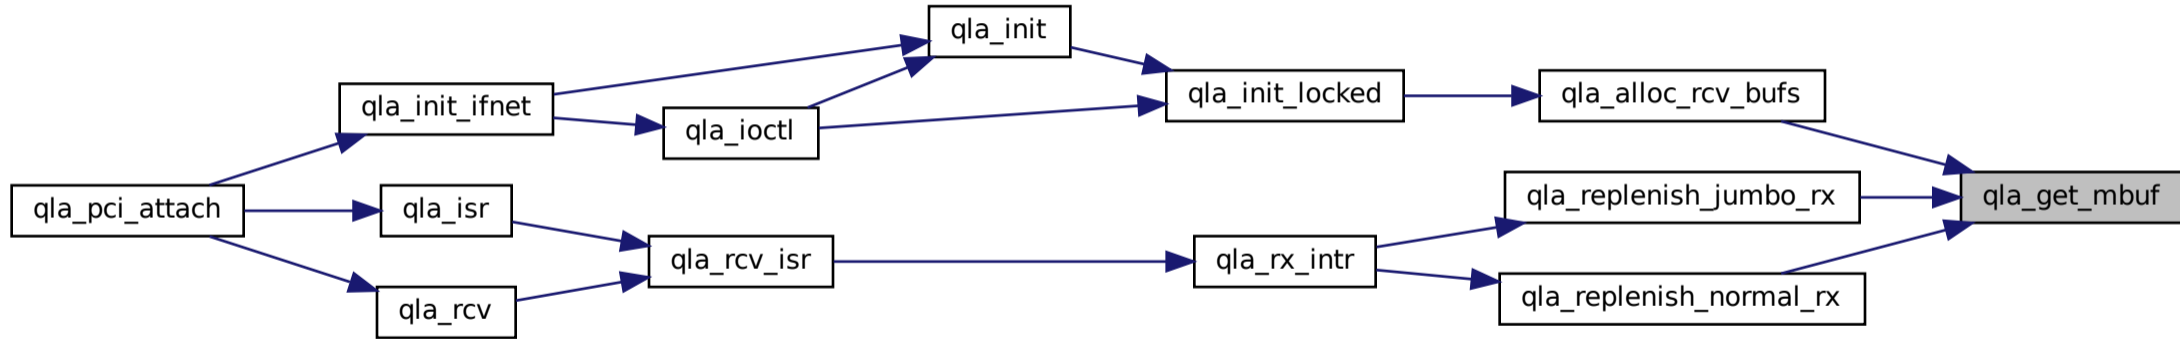 qla_init
qla_init_locked
qla_alloc_rcv_bufs
qla_init_ifnet
qla_ioctl
qla_pci_attach
qla_isr
qla_replenish_jumbo_rx
qla_get_mbuf
qla_rcv_isr
qla_rx_intr
qla_rcv
qla_replenish_normal_rx